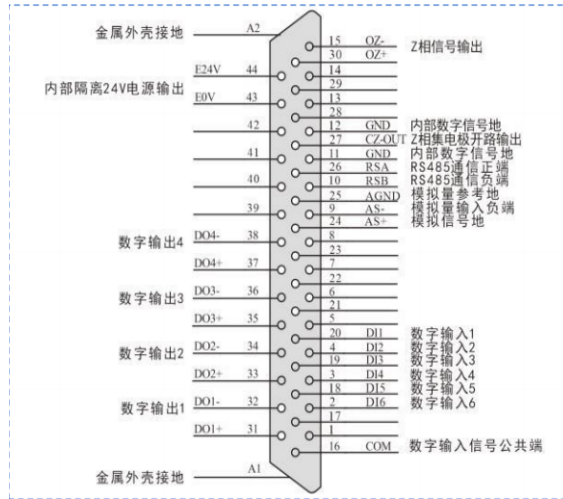 金属外壳接地 A2
15 OZ- Z相信号输出
30 OZ+
E24V 44 14
29
内部隔离24V电源输出
E0V 43 13
28
42 12 GND 内部数字信号地
27 CZ-OUT Z相集电极开路输出
41 11 GND 内部数字信号地
26 RSA RS485通信正端
40 10 RSB RS485通信负端
25 AGND 模拟量参考地
39 9 AS- 模拟量输入负端
24 AS+ 模拟信号地
数字输出4 DO4- 38 8
23
DO4+ 37 7
22
数字输出3 DO3- 36 6
21
DO3+ 35 5
20 DI1 数字输入1
数字输出2 DO2- 34 4 DI2 数字输入2
19 DI3 数字输入3
DO2+ 33 3 DI4 数字输入4
18 DI5 数字输入5
数字输出1 DO1- 32 2 DI6 数字输入6
17
DO1+ 31 1
16 COM 数字输入信号公共端
金属外壳接地 A1